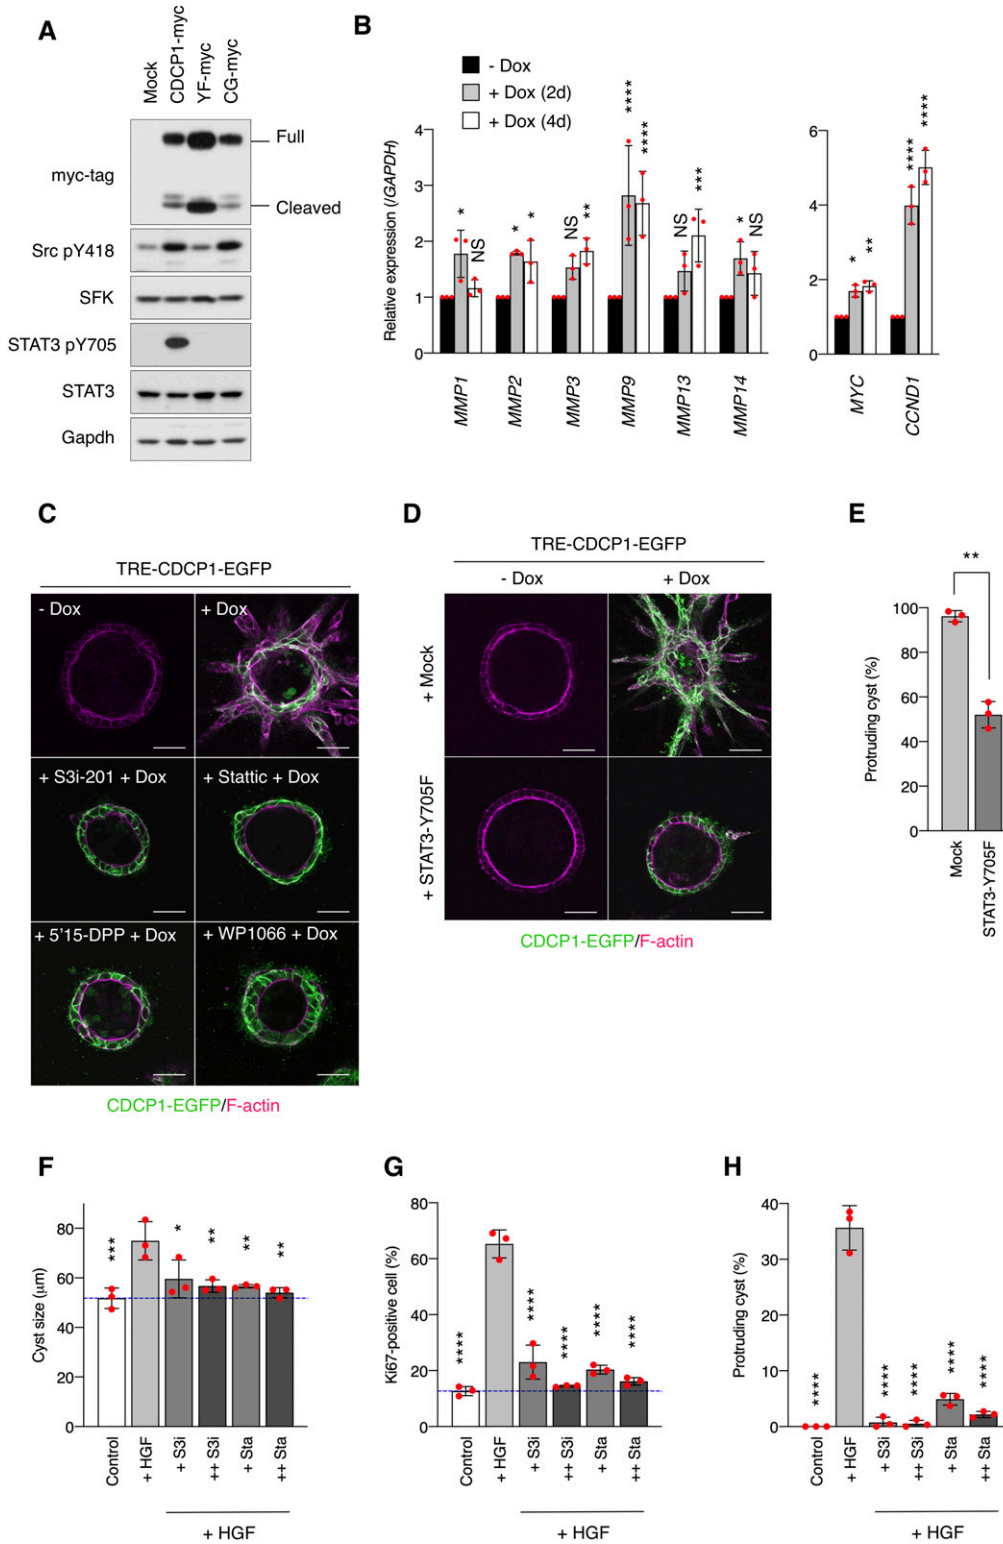 A
Mock
CDCP1-myc
YF-myc
CG-myc
myc-tag
Full
Cleaved
Src pY418
SFK
STAT3 pY705
STAT3
Gapdh
B
- Dox
+ Dox (2d)
+ Dox (4d)
Relative expression (/GAPDH)
4
3
2
1
0
*
NS
*
*
NS
**
****
****
NS
***
*
NS
MMP1
MMP2
MMP3
MMP9
MMP13
MMP14
6
4
2
0
*
**
****
****
MYC
CCND1
C
TRE-CDCP1-EGFP
- Dox
+ Dox
+ S3i-201 + Dox
+ Stattic + Dox
+ 5'15-DPP + Dox
+ WP1066 + Dox
CDCP1-EGFP/F-actin
D
TRE-CDCP1-EGFP
- Dox
+ Dox
+ Mock
+ STAT3-Y705F
CDCP1-EGFP/F-actin
E
**
Protruding cyst (%)
100
80
60
40
20
0
Mock
STAT3-Y705F
F
Cyst size (μm)
80
60
40
20
0
***
*
**
**
**
Control
+ HGF
+ S3i
++ S3i
+ Sta
++ Sta
+ HGF
G
Ki67-positive cell (%)
80
60
40
20
0
****
****
****
****
****
Control
+ HGF
+ S3i
++ S3i
+ Sta
++ Sta
+ HGF
H
Protruding cyst (%)
40
30
20
10
0
****
****
****
****
****
Control
+ HGF
+ S3i
++ S3i
+ Sta
++ Sta
+ HGF